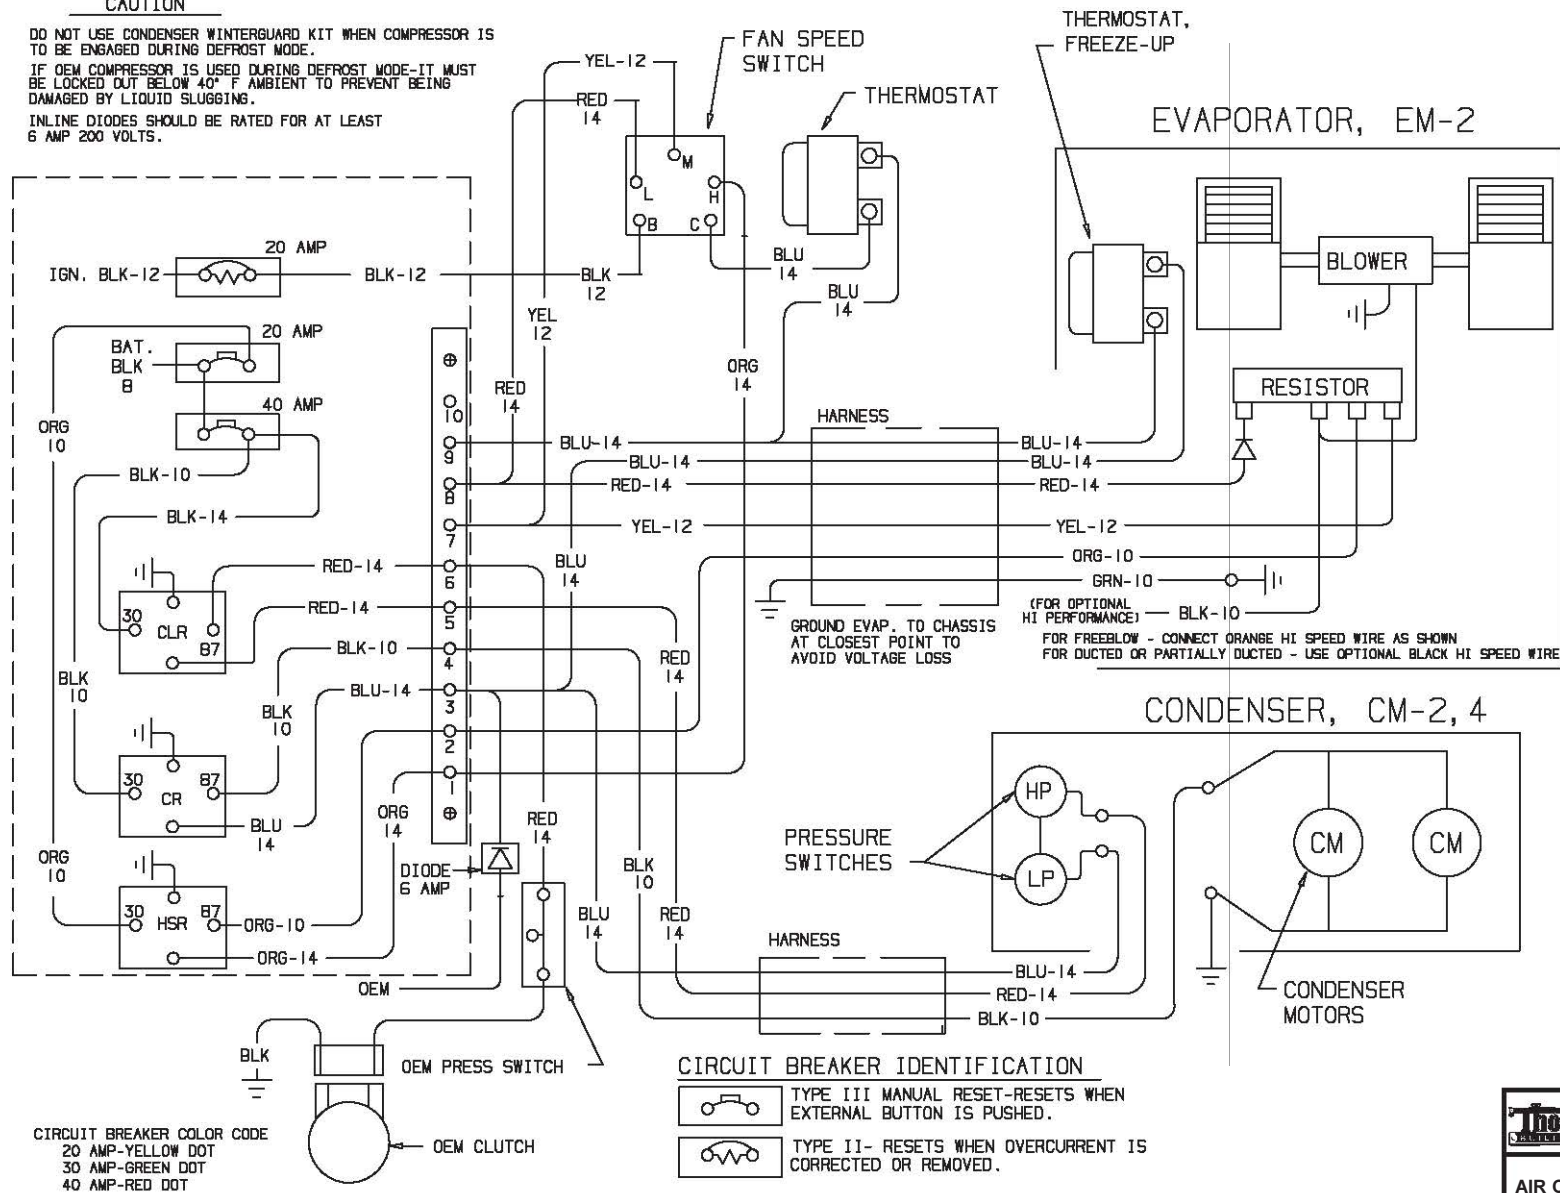 CAUTION
DO NOT USE CONDENSER WINTERGUARD KIT WHEN COMPRESSOR IS
TO BE ENGAGED DURING DEFROST MODE.
IF OEM COMPRESSOR IS USED DURING DEFROST MODE-IT MUST
BE LOCKED OUT BELOW 40° F AMBIENT TO PREVENT BEING
DAMAGED BY LIQUID SLUGGING.
INLINE DIODES SHOULD BE RATED FOR AT LEAST
6 AMP 200 VOLTS.
YEL-12
RED
14
FAN SPEED
SWITCH
THERMOSTAT
THERMOSTAT,
FREEZE-UP
EVAPORATOR, EM-2
M
L
H
B
C
BLU
14
BLU
14
20 AMP
IGN. BLK-12
BLK-12
BLK
12
BLOWER
YEL
12
20 AMP
BAT.
BLK
8
40 AMP
ORG
10
BLK-10
BLK-14
RED
14
ORG
14
RESISTOR
HARNESS
10
9
8
7
6
5
4
3
2
1
BLU-14
BLU-14
BLU-14
BLU-14
RED-14
RED-14
YEL-12
YEL-12
ORG-10
GRN-10
(FOR OPTIONAL
HI PERFORMANCE)
BLK-10
BLU
14
GROUND EVAP. TO CHASSIS
AT CLOSEST POINT TO
AVOID VOLTAGE LOSS
FOR FREEBLOW - CONNECT ORANGE HI SPEED WIRE AS SHOWN
FOR DUCTED OR PARTIALLY DUCTED - USE OPTIONAL BLACK HI SPEED WIRE
RED-14
RED-14
30
CLR
87
BLK-10
RED
14
BLK
10
BLU-14
BLK
10
CONDENSER, CM-2,4
30
87
CR
BLU
14
ORG
14
RED
14
HP
LP
PRESSURE
SWITCHES
CM
CM
ORG
10
DIODE
6 AMP
BLK
10
30
HSR
87
ORG-10
ORG-14
BLU
14
RED
14
HARNESS
BLU-14
RED-14
BLK-10
CONDENSER
MOTORS
OEM
BLK
OEM PRESS SWITCH
OEM CLUTCH
CIRCUIT BREAKER IDENTIFICATION
TYPE III MANUAL RESET-RESETS WHEN
EXTERNAL BUTTON IS PUSHED.
TYPE II- RESETS WHEN OVERCURRENT IS
CORRECTED OR REMOVED.
CIRCUIT BREAKER COLOR CODE
20 AMP-YELLOW DOT
30 AMP-GREEN DOT
40 AMP-RED DOT
AIR